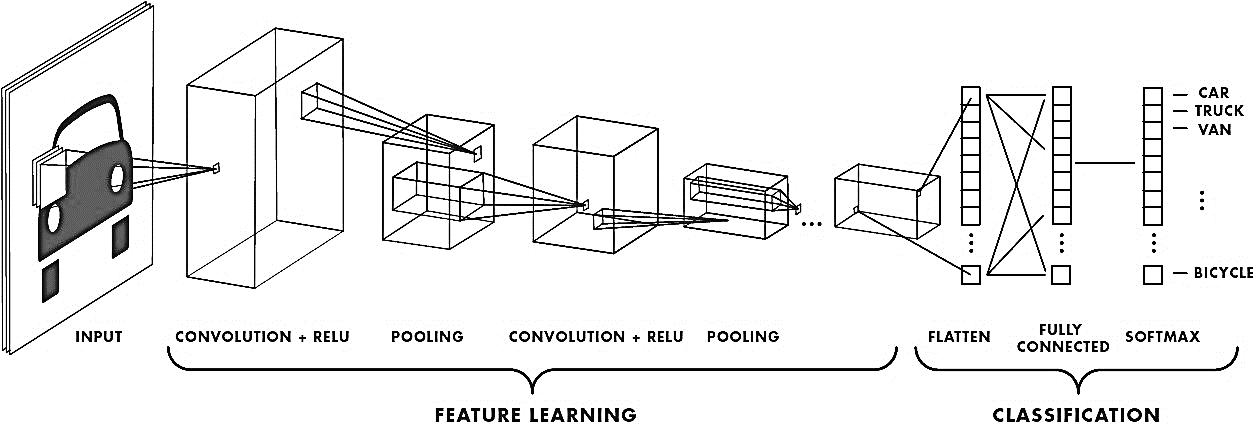 CAR
TRUCK
VAN
BICYCLE
INPUT
CONVOLUTION + RELU
POOLING
CONVOLUTION + RELU
POOLING
FLATTEN
FULLY
CONNECTED
SOFTMAX
FEATURE LEARNING
CLASSIFICATION